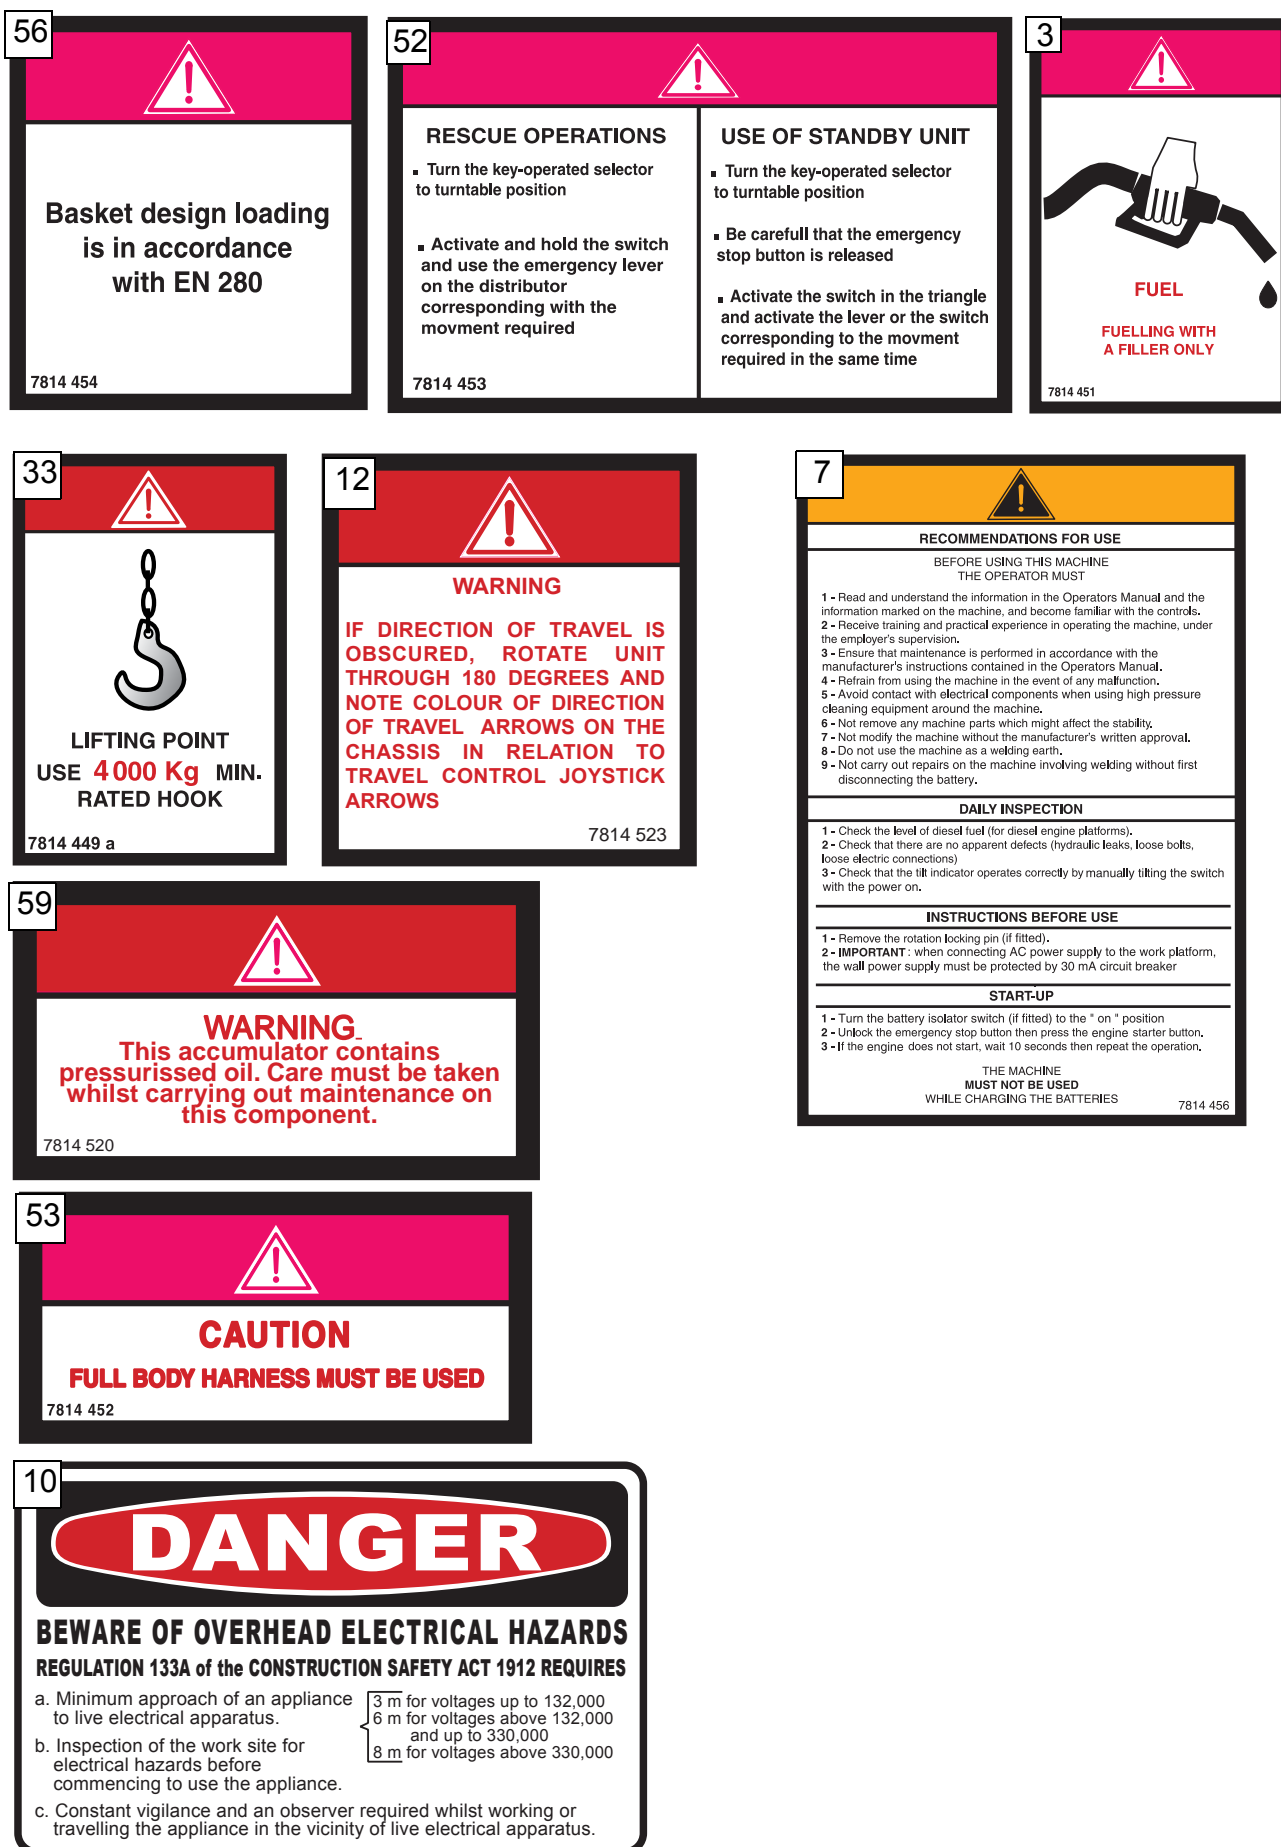 56
Basket design loading
is in accordance
with EN 280
7814 454
52
RESCUE OPERATIONS
▪ Turn the key-operated selector
to turntable position
▪ Activate and hold the switch
and use the emergency lever
on the distributor
corresponding with the
movment required
7814 453
USE OF STANDBY UNIT
▪ Turn the key-operated selector
to turntable position
▪ Be carefull that the emergency
stop button is released
▪ Activate the switch in the triangle
and activate the lever or the switch
corresponding to the movment
required in the same time
3
FUEL
FUELLING WITH
A FILLER ONLY
7814 451
33
LIFTING POINT
USE 4000 Kg MIN.
RATED HOOK
7814 449 a
12
WARNING
IF DIRECTION OF TRAVEL IS
OBSCURED, ROTATE UNIT
THROUGH 180 DEGREES AND
NOTE COLOUR OF DIRECTION
OF TRAVEL ARROWS ON THE
CHASSIS IN RELATION TO
TRAVEL CONTROL JOYSTICK
ARROWS
7814 523
7
RECOMMENDATIONS FOR USE
BEFORE USING THIS MACHINE
THE OPERATOR MUST
1 - Read and understand the information in the Operators Manual and the
information marked on the machine, and become familiar with the controls.
2 - Receive training and practical experience in operating the machine, under
the employer's supervision.
3 - Ensure that maintenance is performed in accordance with the
manufacturer's instructions contained in the Operators Manual.
4 - Refrain from using the machine in the event of any malfunction.
5 - Avoid contact with electrical components when using high pressure
cleaning equipment around the machine.
6 - Not remove any machine parts which might affect the stability.
7 - Not modify the machine without the manufacturer's written approval.
8 - Do not use the machine as a welding earth.
9 - Not carry out repairs on the machine involving welding without first
disconnecting the battery.
DAILY INSPECTION
1 - Check the level of diesel fuel (for diesel engine platforms).
2 - Check that there are no apparent defects (hydraulic leaks, loose bolts,
loose electric connections)
3 - Check that the tilt indicator operates correctly by manually tilting the switch
with the power on.
INSTRUCTIONS BEFORE USE
1 - Remove the rotation locking pin (if fitted).
2 - IMPORTANT : when connecting AC power supply to the work platform,
the wall power supply must be protected by 30 mA circuit breaker
START-UP
1 - Turn the battery isolator switch (if fitted) to the " on " position
2 - Unlock the emergency stop button then press the engine starter button.
3 - If the engine does not start, wait 10 seconds then repeat the operation.
THE MACHINE
MUST NOT BE USED
WHILE CHARGING THE BATTERIES
7814 456
59
WARNING
This accumulator contains
pressurissed oil. Care must be taken
whilst carrying out maintenance on
this component.
7814 520
53
CAUTION
FULL BODY HARNESS MUST BE USED
7814 452
10
DANGER
BEWARE OF OVERHEAD ELECTRICAL HAZARDS
REGULATION 133A of the CONSTRUCTION SAFETY ACT 1912 REQUIRES
a. Minimum approach of an appliance
to live electrical apparatus.
3 m for voltages up to 132,000
6 m for voltages above 132,000
and up to 330,000
8 m for voltages above 330,000
b. Inspection of the work site for
electrical hazards before
commencing to use the appliance.
c. Constant vigilance and an observer required whilst working or
travelling the appliance in the vicinity of live electrical apparatus.